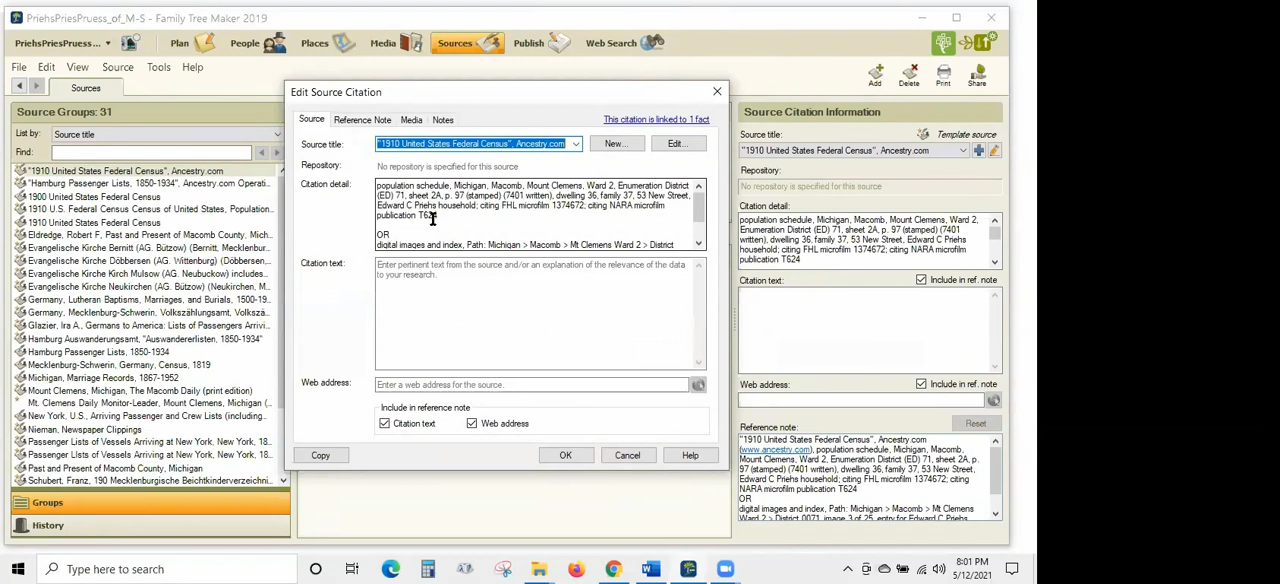 PriehsPriesPruess_of_M-S - Family Tree Maker 2019
PriehsPriesPruess... Plan People Places Media Sources Publish Web Search
File Edit View Source Tools Help
Sources
Add Delete Print Share
Source Groups: 31
List by: Source title
Find:
"1910 United States Federal Census", Ancestry.com
"Hamburg Passenger Lists, 1850-1934". Ancestry.com Operati...
1900 United States Federal Census
1910 U.S. Federal Census Census of United States, Population...
1910 United States Federal Census
Eldredge, Robert F, Past and Present of Macomb County, Mich...
Evangelische Kirche Bernitt (AG. Bützow) (Bernitt, Mecklenbur...
Evangelische Kirche Döbbersen (AG. Wittenburg) (Döbbersen,...
Evangelische Kirche Kirch Mulsow (AG. Neubuckow) includes...
Evangelische Kirche Neukirchen (AG. Bützow) (Neukirchen, M...
Germany, Lutheran Baptisms, Marriages, and Burials, 1500-19...
Germany, Mecklenburg-Schwerin, Volkszählungsamt, Volkszä...
Glazier, Ira A., Germans to America: Lists of Passengers Arrivi...
Hamburg Auswanderungsamt, "Auswandererlisten, 1850-1934"
Hamburg Passenger Lists, 1850-1934
Mecklenburg-Schwerin, Germany, Census, 1819
Michigan, Marriage Records, 1867-1952
Mount Clemens, Michigan, The Macomb Daily (print edition)
Mt. Clemens Daily Monitor-Leader, Mount Clemens, Michigan (...
New York, U.S., Arriving Passenger and Crew Lists (including...
Nieman, Newspaper Clippings
Passenger Lists of Vessels Arriving at New York, New York, 18...
Passenger Lists of Vessels Arriving at New York, New York, 18...
Past and Present of Macomb County, Michigan
Schubert, Franz, 190 Mecklenburgische Beichtkinderverzeichni...
Groups
History
Edit Source Citation
Source Reference Note Media Notes
This citation is linked to 1 fact
Source title: "1910 United States Federal Census", Ancestry.com New... Edit...
Repository: No repository is specified for this source
Citation detail: population schedule, Michigan, Macomb, Mount Clemens, Ward 2, Enumeration District
(ED) 71, sheet 2A, p. 97 (stamped) (7401 written), dwelling 36, family 37, 53 New Street,
Edward C Priehs household; citing FHL microfilm 1374672; citing NARA microfilm
publication T624
OR
digital images and index, Path: Michigan > Macomb > Mt Clemens Ward 2 > District
Citation text: Enter pertinent text from the source and/or an explanation of the relevance of the data
to your research.
Web address: Enter a web address for the source.
Include in reference note
Citation text Web address
Copy OK Cancel Help
Source Citation Information
Source title: Template source
"1910 United States Federal Census", Ancestry.com
Repository:
No repository is specified for this source
Citation detail:
population schedule, Michigan, Macomb, Mount Clemens, Ward 2,
Enumeration District (ED) 71, sheet 2A, p. 97 (stamped) (7401
written), dwelling 36, family 37, 53 New Street, Edward C Priehs
household; citing FHL microfilm 1374672; citing NARA microfilm
publication T624
Citation text: Include in ref. note
Web address: Include in ref. note
Reference note: Reset
"1910 United States Federal Census", Ancestry.com
(www.ancestry.com), population schedule, Michigan, Macomb,
Mount Clemens, Ward 2, Enumeration District (ED) 71, sheet 2A, p.
97 (stamped) (7401 written), dwelling 36, family 37, 53 New Street,
Edward C Priehs household; citing FHL microfilm 1374672; citing
NARA microfilm publication T624
OR
digital images and index, Path: Michigan > Macomb > Mt Clemens
Ward 2 > District 0071, image 3 of 25, entry for Edward C Priehs
Type here to search
8:01 PM
5/12/2021